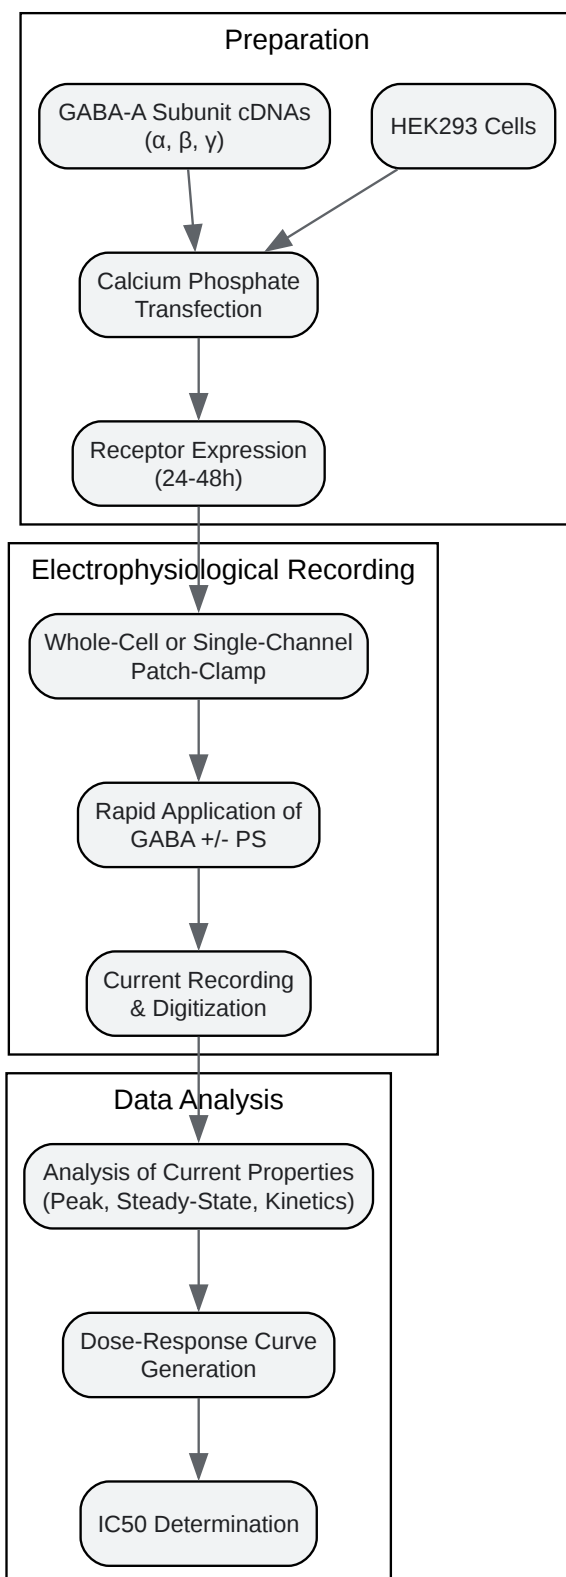 Preparation
GABA-A Subunit cDNAs
(α, β, γ)
HEK293 Cells
Calcium Phosphate
Transfection
Receptor Expression
(24-48h)
Electrophysiological Recording
Whole-Cell or Single-Channel
Patch-Clamp
Rapid Application of
GABA +/- PS
Current Recording
& Digitization
Data Analysis
Analysis of Current Properties
(Peak, Steady-State, Kinetics)
Dose-Response Curve
Generation
IC50 Determination